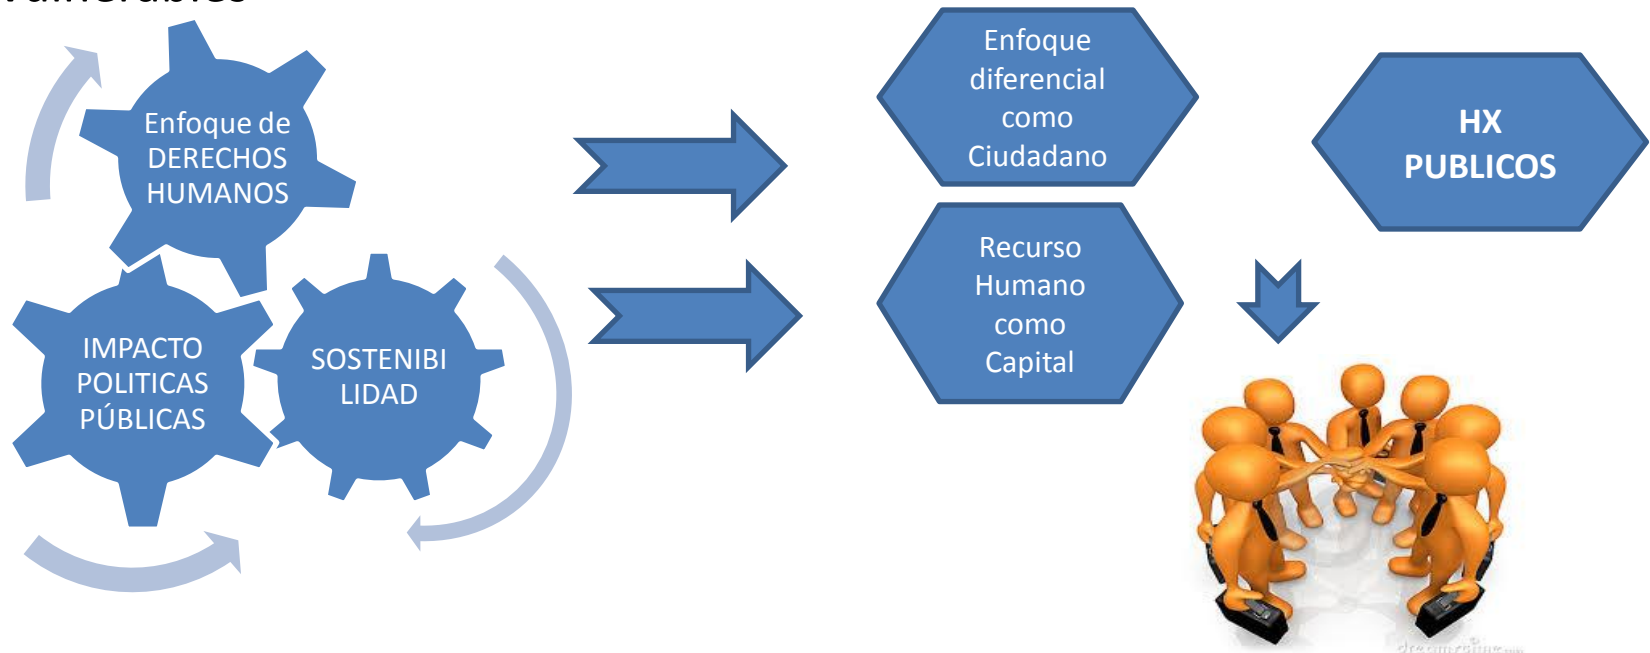 vulnerables
Enfoque de
DERECHOS
HUMANOS
IMPACTO
POLITICAS
PÚBLICAS
SOSTENIBI
LIDAD
Enfoque
diferencial
como
Ciudadano
Recurso
Humano
como
Capital
HX
PUBLICOS